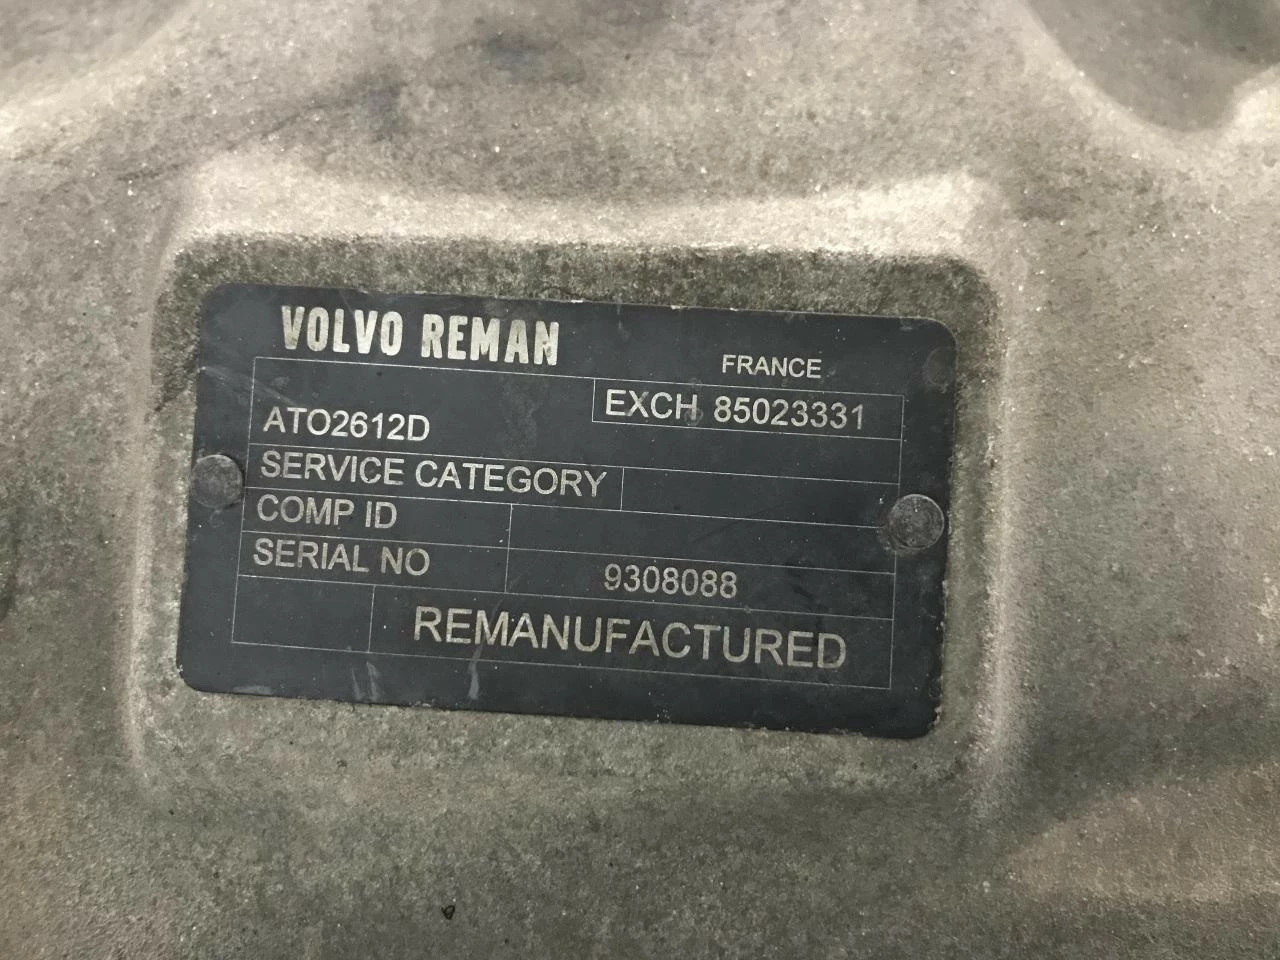 VOLVO REMAN
FRANCE
EXCH 85023331
ATO2612D
SERVICE CATEGORY
COMP ID
SERIAL NO 9308088
REMANUFACTURED